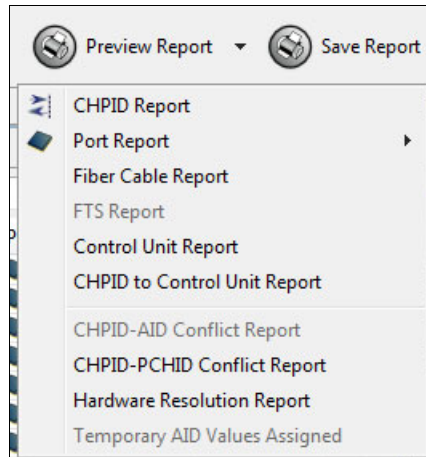 Preview Report Save Report
CHPID Report
Port Report
Fiber Cable Report
FTS Report
Control Unit Report
CHPID to Control Unit Report
CHPID-AID Conflict Report
CHPID-PCHID Conflict Report
Hardware Resolution Report
Temporary AID Values Assigned